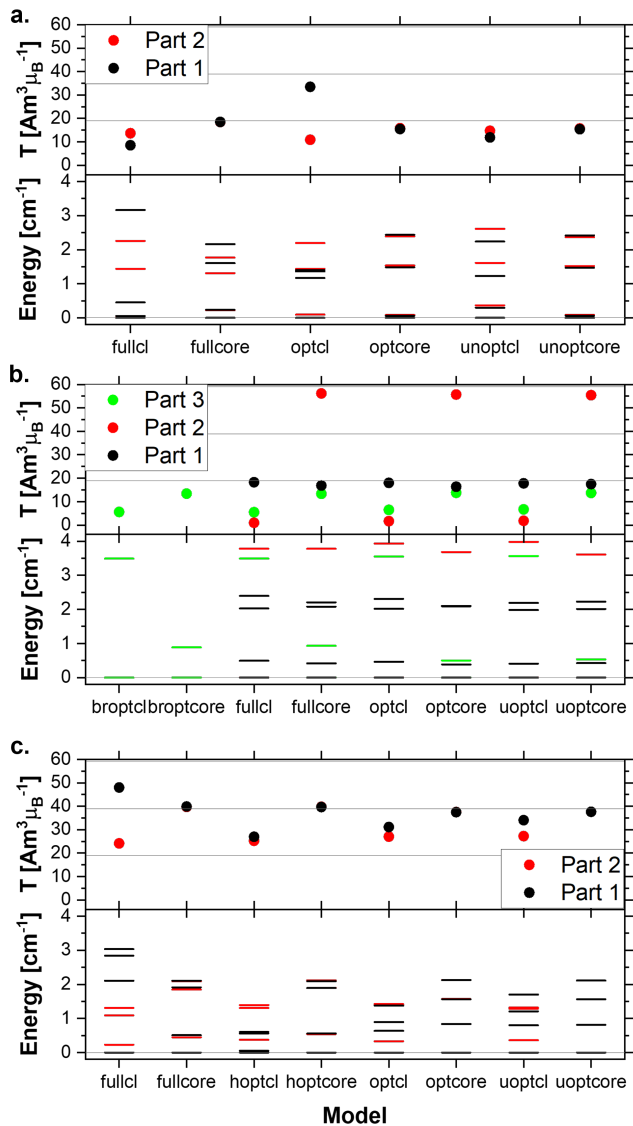 a.
60
50
40
30
20
10
0
T [Am³μB⁻¹]
Part 2
Part 1
4
3
2
1
0
Energy [cm⁻¹]
fullcl fullcore optcl optcore unoptcl unoptcore
b.
60
50
40
30
20
10
0
T [Am³μB⁻¹]
Part 3
Part 2
Part 1
4
3
2
1
0
Energy [cm⁻¹]
broptcl broptcore fullcl fullcore optcl optcore uoptcl uoptcore
c.
60
50
40
30
20
10
0
T [Am³μB⁻¹]
Part 2
Part 1
4
3
2
1
0
Energy [cm⁻¹]
fullcl fullcore hoptcl hoptcore optcl optcore uoptcl uoptcore
Model